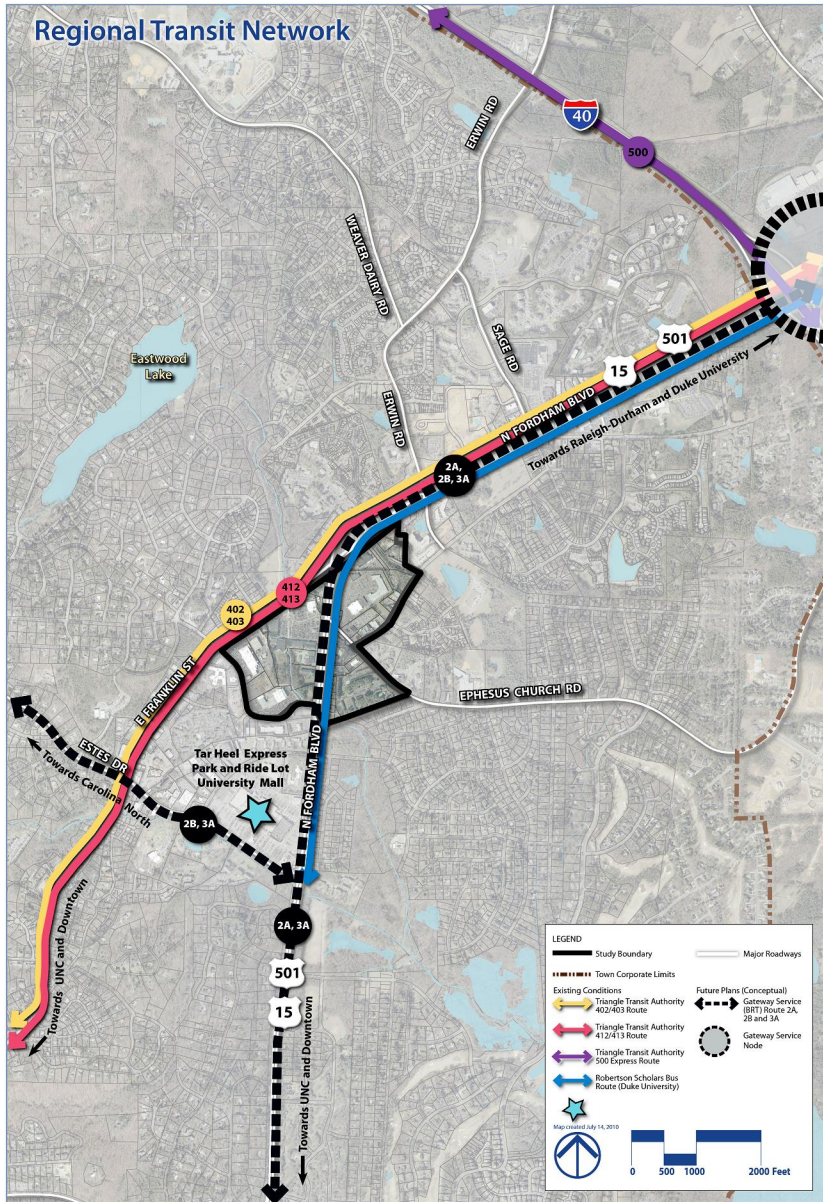 Regional Transit Network
40
500
ERWIN RD
WEAVER DAIRY RD
SAGE RD
501
15
Eastwood
Lake
ERWIN RD
N FORDHAM BLVD
Towards Raleigh-Durham and Duke University
2A,
2B, 3A
412
413
402
403
E FRANKLIN ST
EPHESUS CHURCH RD
ESTES DR
Towards Carolina North
Tar Heel Express
Park and Ride Lot
University Mall
N FORDHAM BLVD
2B, 3A
2A, 3A
501
15
Towards UNC and Downtown
Towards UNC and Downtown
LEGEND
Study Boundary
Major Roadways
Town Corporate Limits
Existing Conditions
Triangle Transit Authority
402/403 Route
Triangle Transit Authority
412/413 Route
Triangle Transit Authority
500 Express Route
Robertson Scholars Bus
Route (Duke University)
Future Plans (Conceptual)
Gateway Service
(BRT) Route 2A,
2B and 3A
Gateway Service
Node
Map created July 14, 2010
0 500 1000 2000 Feet